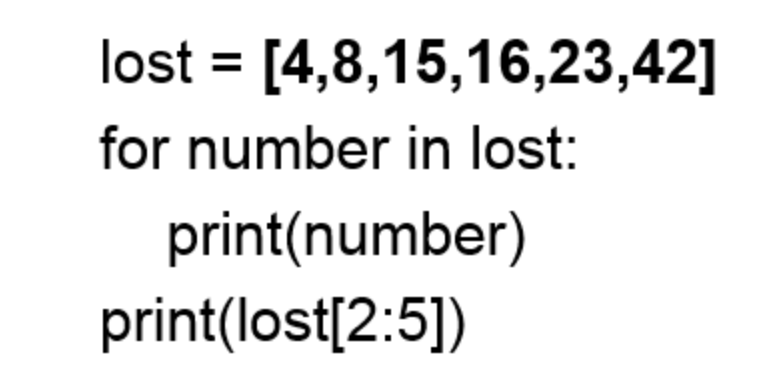 lost = [4,8,15,16,23,42]
for number in lost:
    print(number)
print(lost[2:5])